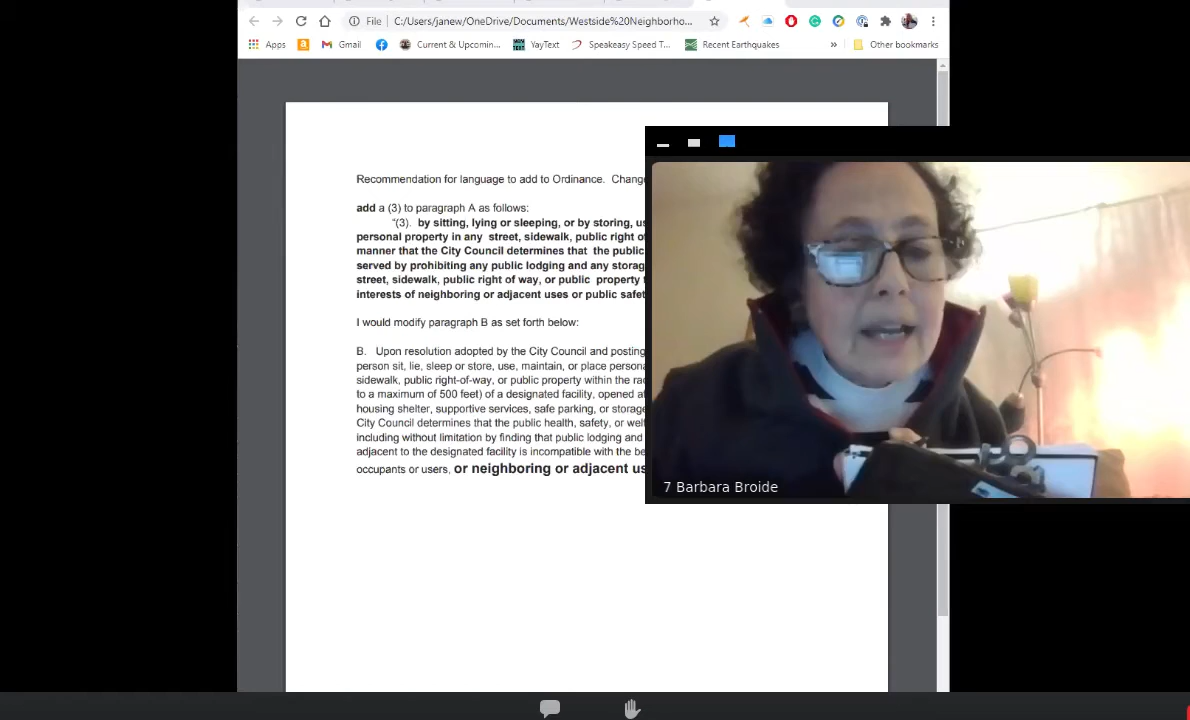 File C:/Users/janew/OneDrive/Documents/Westside%20Neighborho...
Apps Gmail Current & Upcomin... YayText Speakeasy Speed T... Recent Earthquakes » Other bookmarks
Recommendation for language to add to Ordinance. Change
add a (3) to paragraph A as follows:
"(3). by sitting, lying or sleeping, or by storing, us
personal property in any street, sidewalk, public right of
manner that the City Council determines that the public
served by prohibiting any public lodging and any storag
street, sidewalk, public right of way, or public property
interests of neighboring or adjacent uses or public safet
I would modify paragraph B as set forth below:
B. Upon resolution adopted by the City Council and posting
person sit, lie, sleep or store, use, maintain, or place persona
sidewalk, public right-of-way, or public property within the rad
to a maximum of 500 feet) of a designated facility, opened at
housing shelter, supportive services, safe parking, or storage
City Council determines that the public health, safety, or welf
including without limitation by finding that public lodging and
adjacent to the designated facility is incompatible with the be
occupants or users, or neighboring or adjacent us
7 Barbara Broide